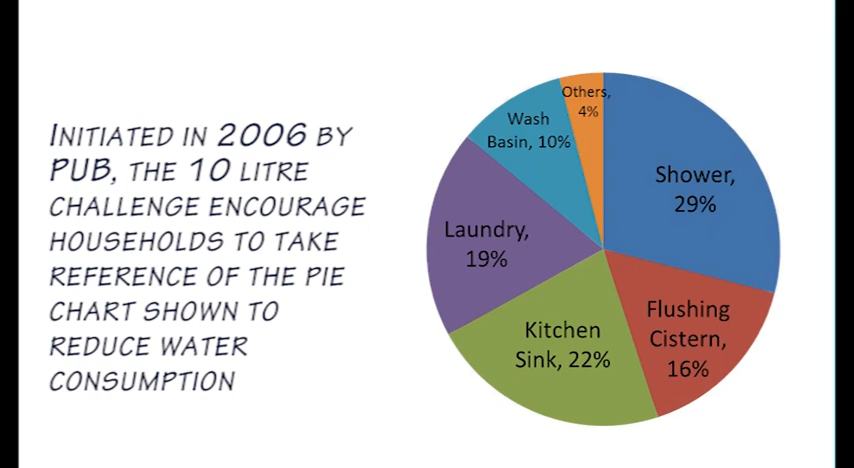 INITIATED IN 2006 BY
PUB, THE 10 LITRE
CHALLENGE ENCOURAGE
HOUSEHOLDS TO TAKE
REFERENCE OF THE PIE
CHART SHOWN TO
REDUCE WATER
CONSUMPTION
Others,
4%
Wash
Basin, 10%
Shower,
29%
Laundry,
19%
Flushing
Cistern,
16%
Kitchen
Sink, 22%